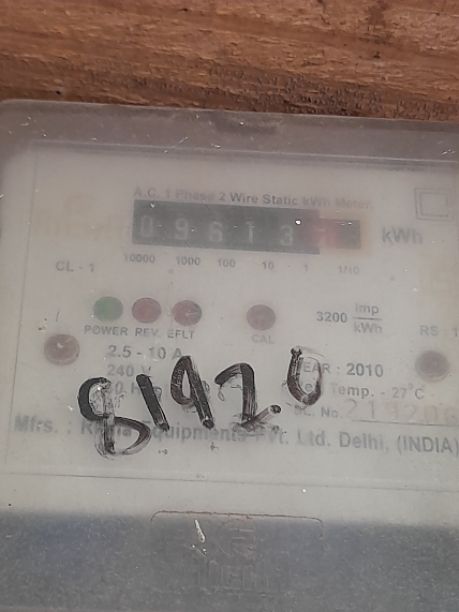 A.C. 1 Phase 2 Wire Static kWh Meter
0 9 6 1 3
kWh
CL - 1
10000 1000 100 10 1 1/10
3200 imp/kWh
POWER REV. EFLT
CAL
RS :
2.5 - 10 A
240 V
YEAR : 2010
Temp. - 27°C
81920
Mfrs. : Equipments Pvt. Ltd. Delhi, (INDIA)